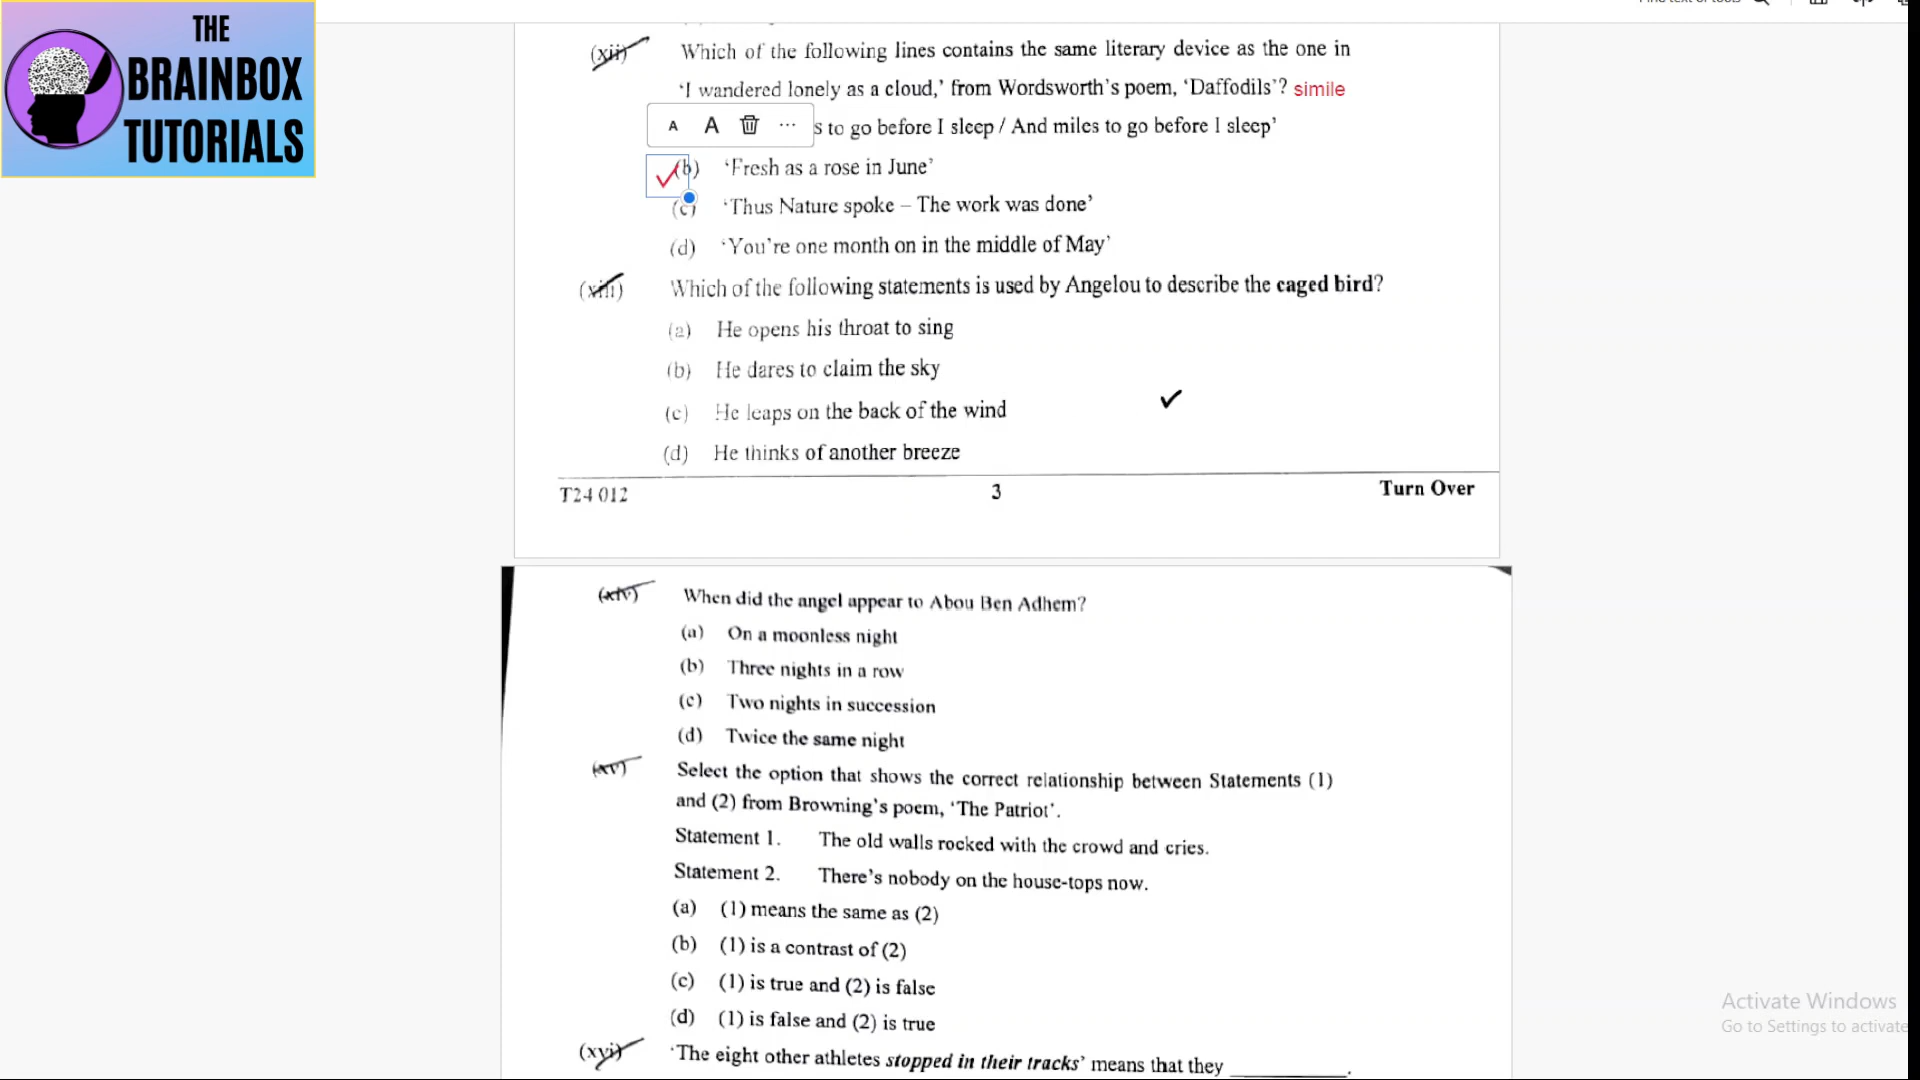 THE
BRAINBOX
TUTORIALS
(xii) Which of the following lines contains the same literary device as the one in
‘I wandered lonely as a cloud,’ from Wordsworth’s poem, ‘Daffodils’? simile
A A ... s to go before I sleep / And miles to go before I sleep’
(b) ‘Fresh as a rose in June’
(c) ‘Thus Nature spoke – The work was done’
(d) ‘You’re one month on in the middle of May’
(xiii) Which of the following statements is used by Angelou to describe the caged bird?
(a) He opens his throat to sing
(b) He dares to claim the sky
(c) He leaps on the back of the wind
(d) He thinks of another breeze
T24 012 3 Turn Over
(xiv) When did the angel appear to Abou Ben Adhem?
(a) On a moonless night
(b) Three nights in a row
(c) Two nights in succession
(d) Twice the same night
(xv) Select the option that shows the correct relationship between Statements (1)
and (2) from Browning’s poem, ‘The Patriot’.
Statement 1. The old walls rocked with the crowd and cries.
Statement 2. There’s nobody on the house-tops now.
(a) (1) means the same as (2)
(b) (1) is a contrast of (2)
(c) (1) is true and (2) is false
(d) (1) is false and (2) is true
(xvi) ‘The eight other athletes stopped in their tracks’ means that they ________.
Activate Windows
Go to Settings to activate